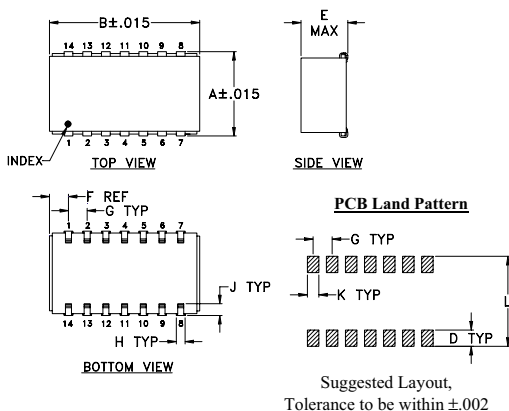 B±.015
E
MAX
14 13 12 11 10 9 8
A±.015
INDEX
1 2 3 4 5 6 7
TOP VIEW
SIDE VIEW
F REF
G TYP
1 2 3 4 5 6 7
J TYP
14 13 12 11 10 9 8
H TYP
BOTTOM VIEW
PCB Land Pattern
G TYP
K TYP
L
D TYP
Suggested Layout,
Tolerance to be within ±.002